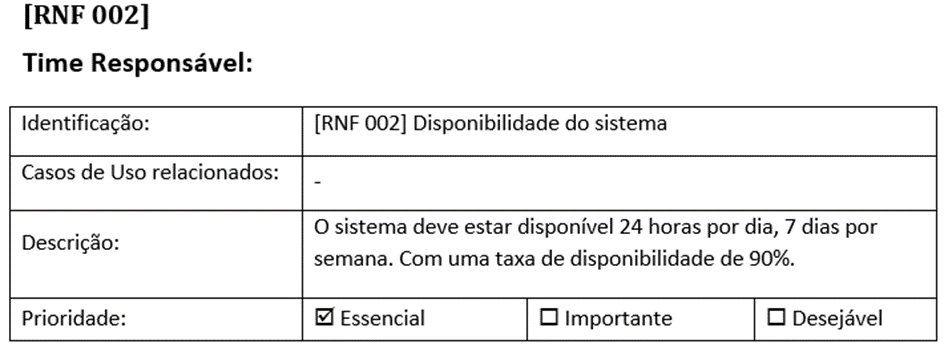 [RNF 002]
Time Responsável:
Identificação: [RNF 002] Disponibilidade do sistema
Casos de Uso relacionados: -
Descrição: O sistema deve estar disponível 24 horas por dia, 7 dias por
semana. Com uma taxa de disponibilidade de 90%.
Prioridade: ☑ Essencial ☐ Importante ☐ Desejável